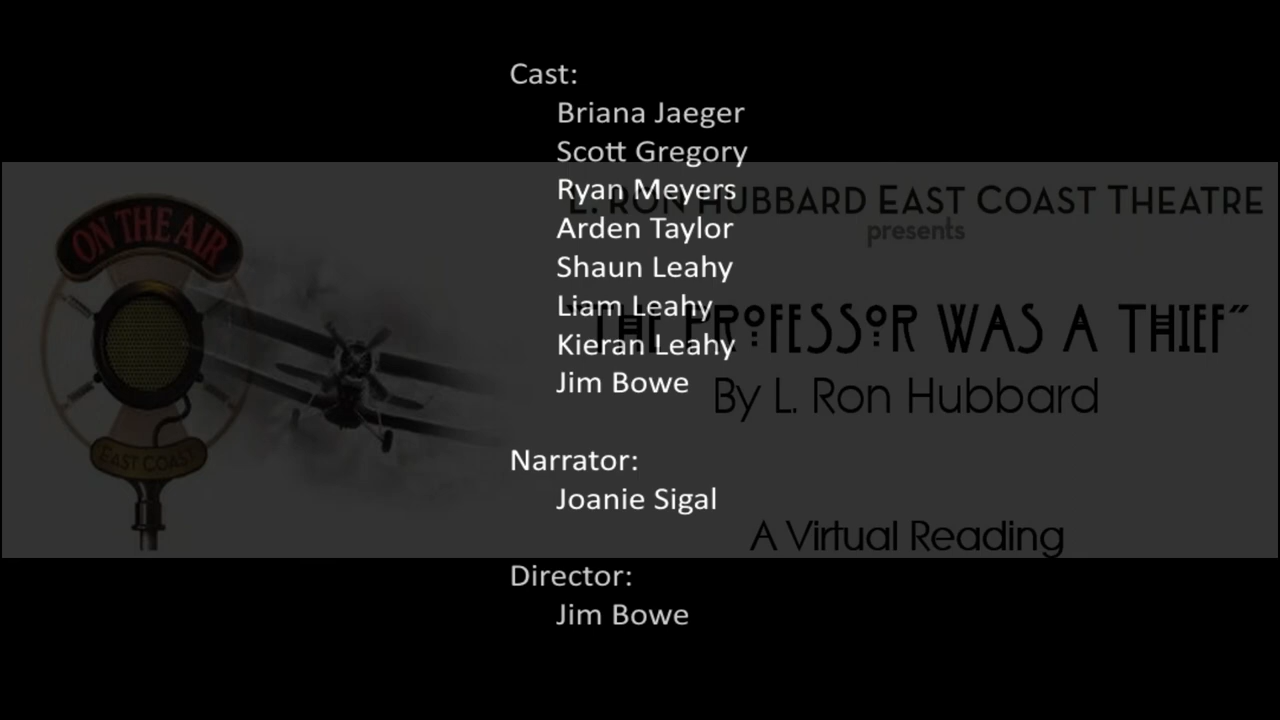 Cast:
Briana Jaeger
Scott Gregory
Ryan Meyers
Arden Taylor
Shaun Leahy
Liam Leahy
Kieran Leahy
Jim Bowe
Narrator:
Joanie Sigal
Director:
Jim Bowe
ON THE AIR
EAST COAST
L. RON HUBBARD EAST COAST THEATRE
presents
"THE PROFESSOR WAS A THIEF"
By L. Ron Hubbard
A Virtual Reading